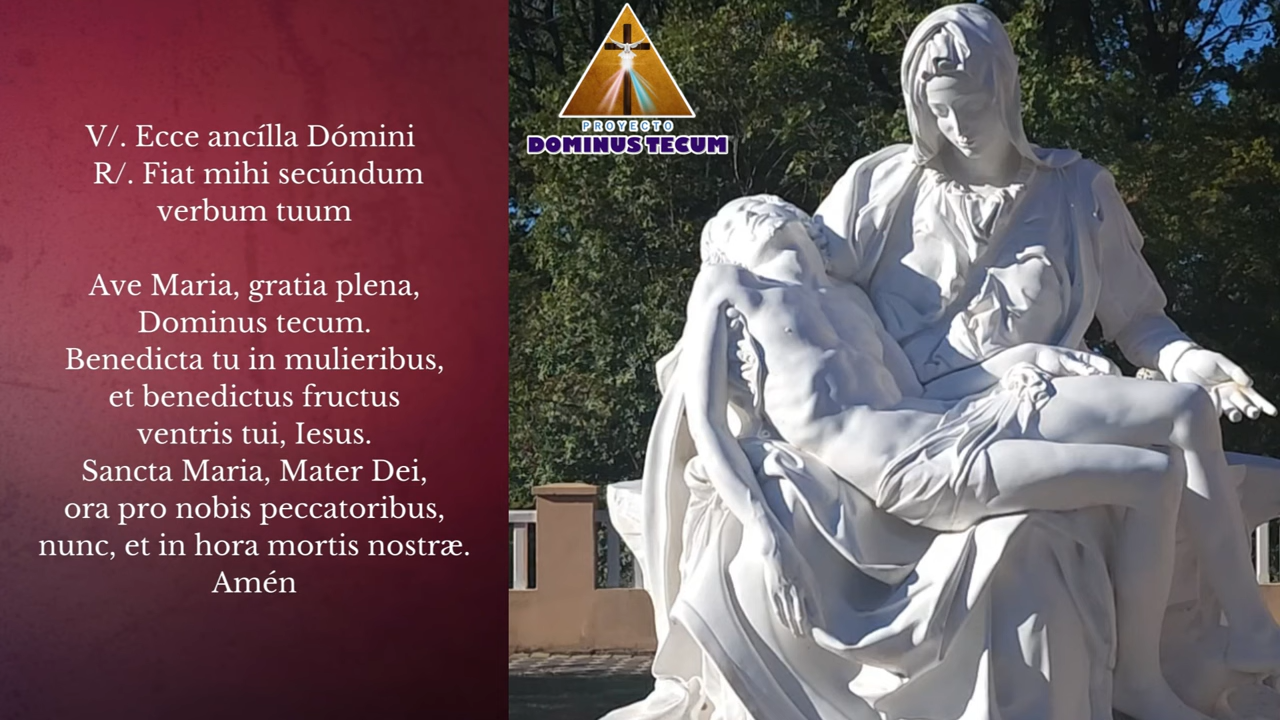 V/. Ecce ancílla Dómini
R/. Fiat mihi secúndum
verbum tuum
Ave Maria, gratia plena,
Dominus tecum.
Benedicta tu in mulieribus,
et benedictus fructus
ventris tui, Iesus.
Sancta Maria, Mater Dei,
ora pro nobis peccatoribus,
nunc, et in hora mortis nostræ.
Amén
PROYECTO
DOMINUS TECUM